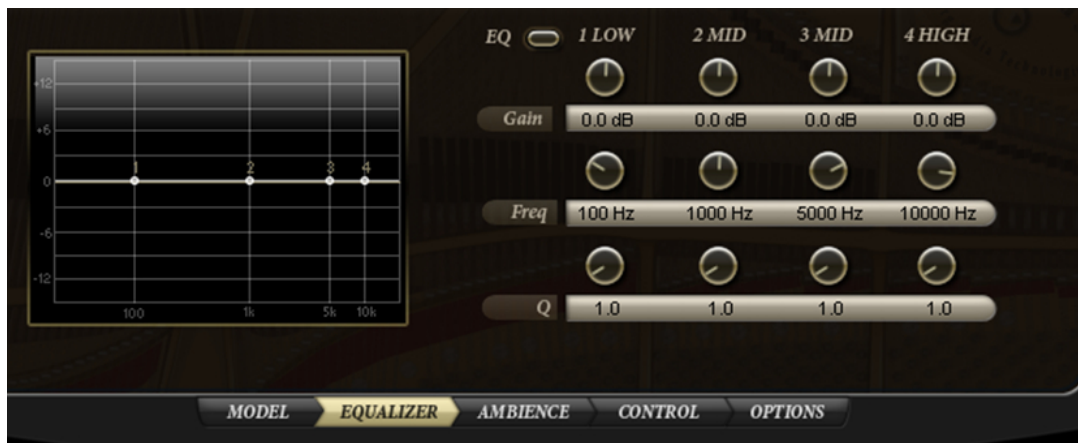 EQ 1 LOW 2 MID 3 MID 4 HIGH
Gain 0.0 dB 0.0 dB 0.0 dB 0.0 dB
Freq 100 Hz 1000 Hz 5000 Hz 10000 Hz
Q 1.0 1.0 1.0 1.0
+12
+6
0
-6
-12
1 2 3 4
100 1k 5k 10k
MODEL EQUALIZER AMBIENCE CONTROL OPTIONS